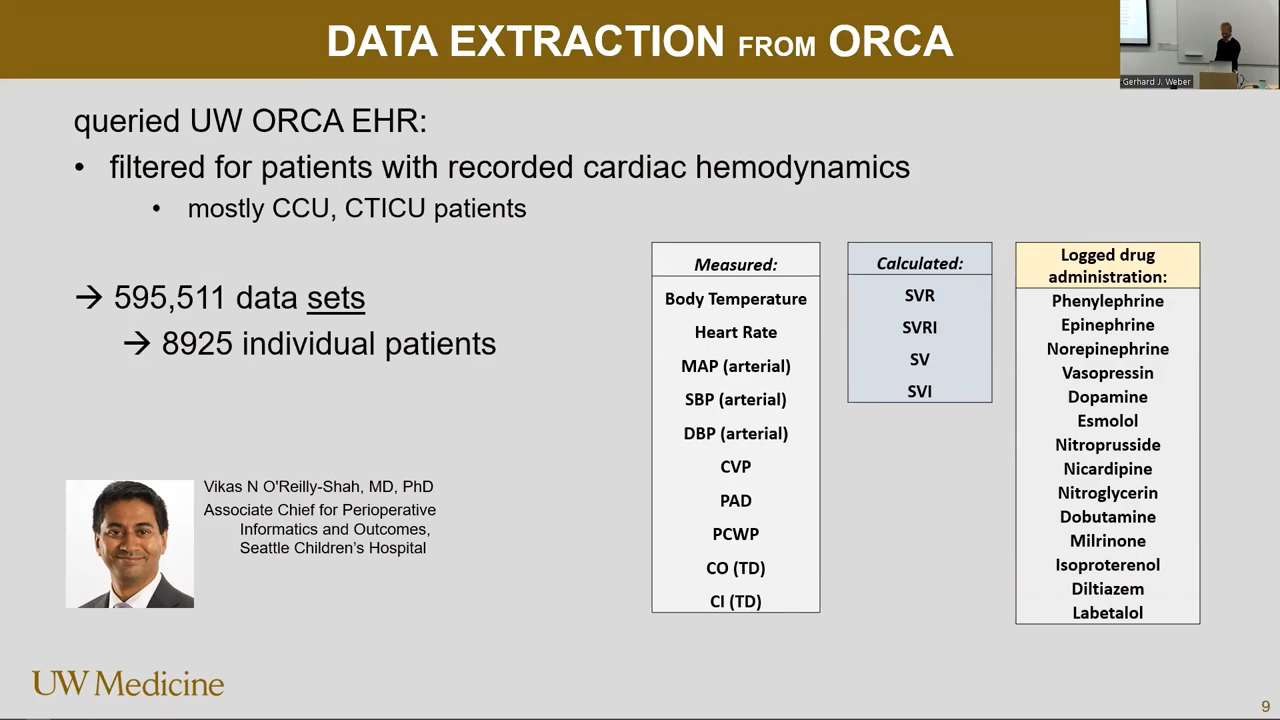 DATA EXTRACTION FROM ORCA
Gerhard J. Weber
queried UW ORCA EHR:
• filtered for patients with recorded cardiac hemodynamics
• mostly CCU, CTICU patients
→ 595,511 data sets
→ 8925 individual patients
Measured:
Body Temperature
Heart Rate
MAP (arterial)
SBP (arterial)
DBP (arterial)
CVP
PAD
PCWP
CO (TD)
CI (TD)
Calculated:
SVR
SVRI
SV
SVI
Logged drug
administration:
Phenylephrine
Epinephrine
Norepinephrine
Vasopressin
Dopamine
Esmolol
Nitroprusside
Nicardipine
Nitroglycerin
Dobutamine
Milrinone
Isoproterenol
Diltiazem
Labetalol
Vikas N O'Reilly-Shah, MD, PhD
Associate Chief for Perioperative
Informatics and Outcomes,
Seattle Children's Hospital
UW Medicine
9